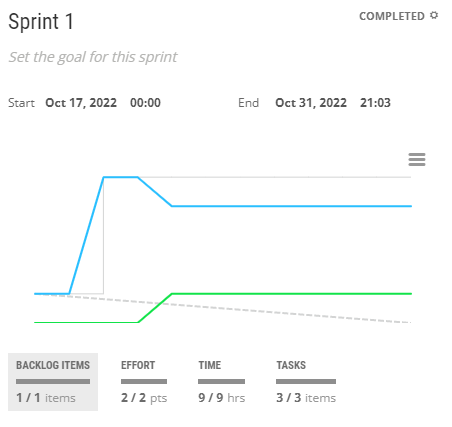 Sprint 1
COMPLETED
Set the goal for this sprint
Start Oct 17, 2022 00:00 End Oct 31, 2022 21:03
BACKLOG ITEMS EFFORT TIME TASKS
1 / 1 items 2 / 2 pts 9 / 9 hrs 3 / 3 items